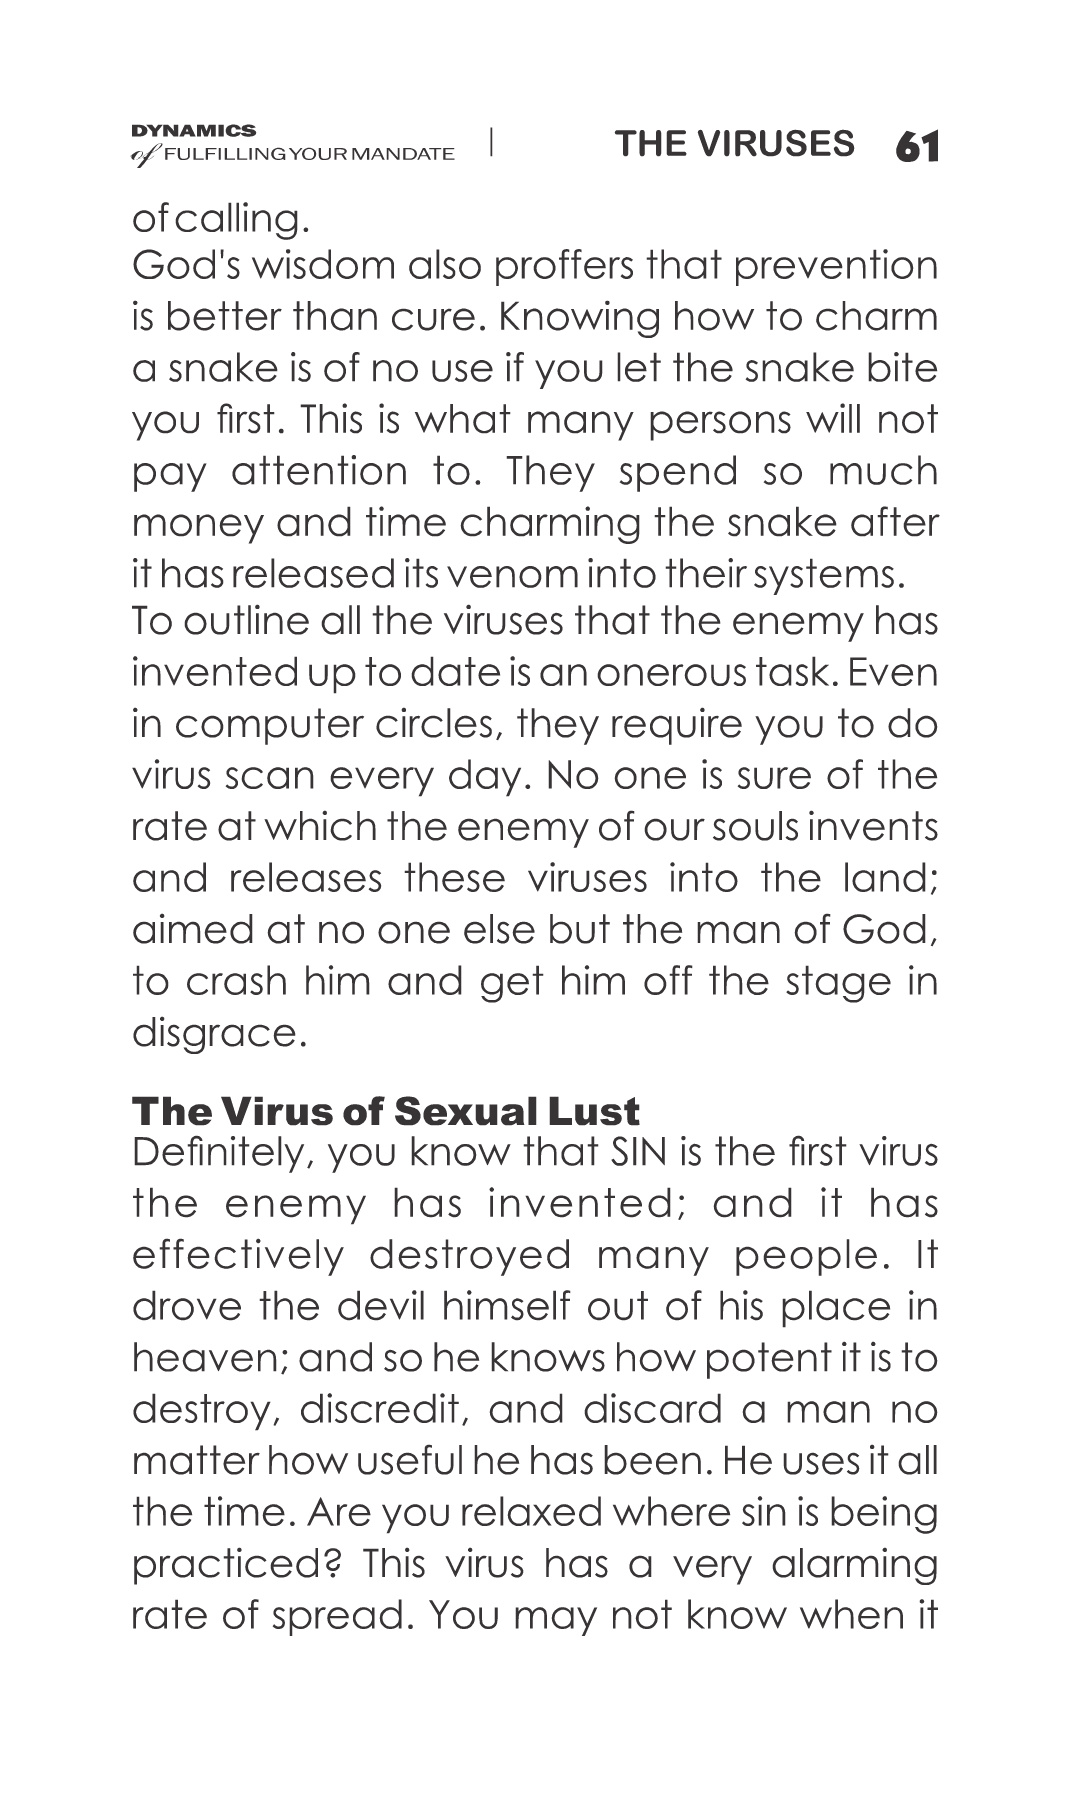 DYNAMICS
of FULFILLING YOUR MANDATE
THE VIRUSES 61
of calling.
God's wisdom also proffers that prevention
is better than cure. Knowing how to charm
a snake is of no use if you let the snake bite
you first. This is what many persons will not
pay attention to. They spend so much
money and time charming the snake after
it has released its venom into their systems.
To outline all the viruses that the enemy has
invented up to date is an onerous task. Even
in computer circles, they require you to do
virus scan every day. No one is sure of the
rate at which the enemy of our souls invents
and releases these viruses into the land;
aimed at no one else but the man of God,
to crash him and get him off the stage in
disgrace.
The Virus of Sexual Lust
Definitely, you know that SIN is the first virus
the enemy has invented; and it has
effectively destroyed many people. It
drove the devil himself out of his place in
heaven; and so he knows how potent it is to
destroy, discredit, and discard a man no
matter how useful he has been. He uses it all
the time. Are you relaxed where sin is being
practiced? This virus has a very alarming
rate of spread. You may not know when it